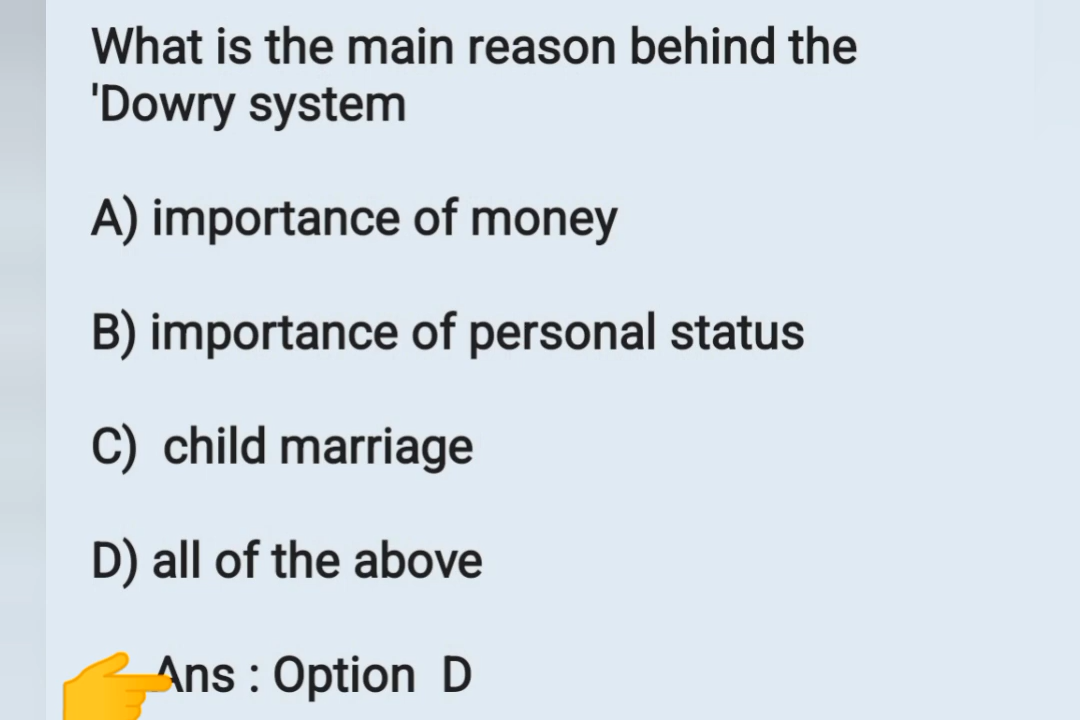 What is the main reason behind the
'Dowry system
A) importance of money
B) importance of personal status
C) child marriage
D) all of the above
Ans : Option D